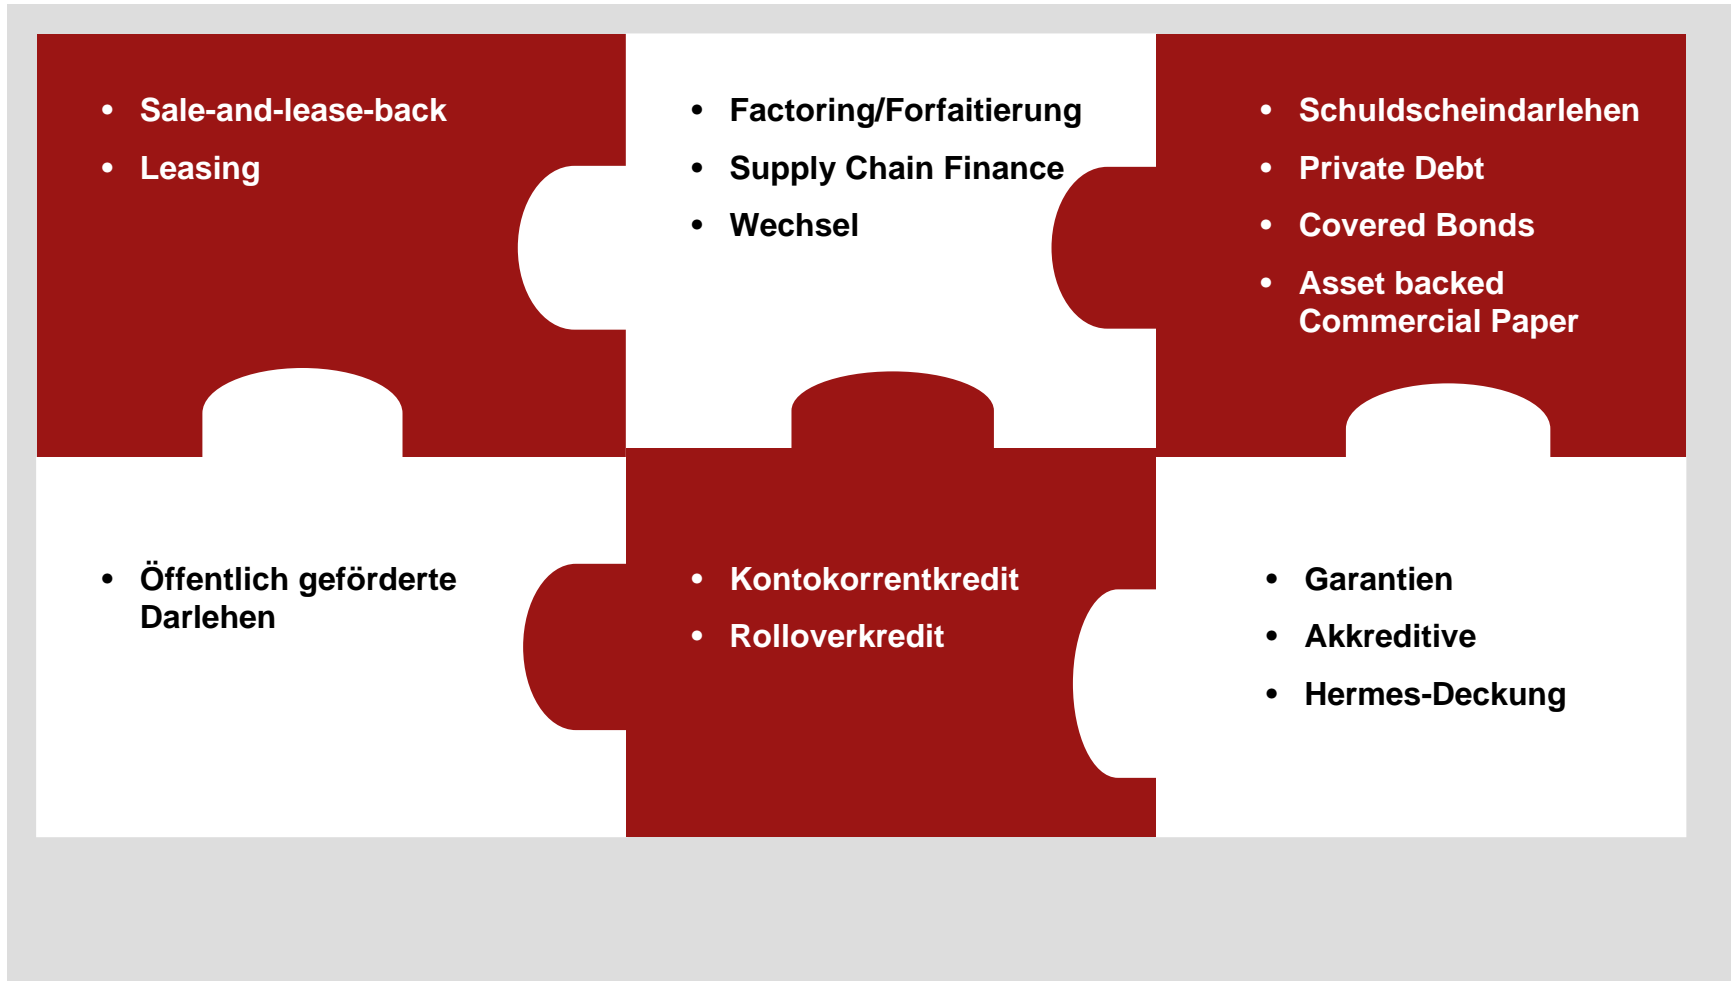 • Sale-and-lease-back
• Leasing
• Factoring/Forfaitierung
• Supply Chain Finance
• Wechsel
• Schuldscheindarlehen
• Private Debt
• Covered Bonds
• Asset backed
Commercial Paper
• Öffentlich geförderte
Darlehen
• Kontokorrentkredit
• Rolloverkredit
• Garantien
• Akkreditive
• Hermes-Deckung